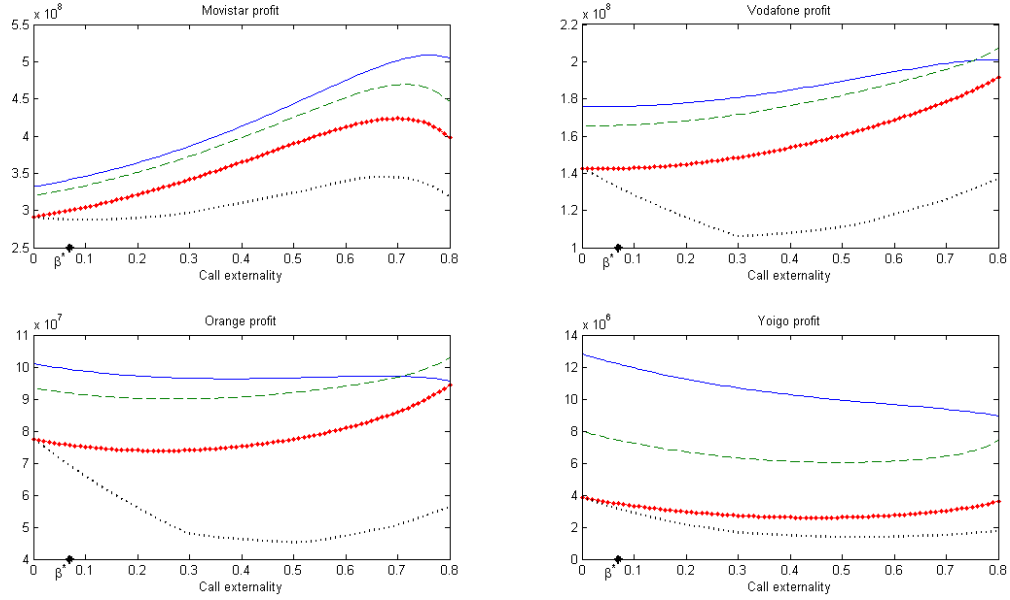 Movistar profit
x 10^8
5.5
5
4.5
4
3.5
3
2.5
0 0.1 0.2 0.3 0.4 0.5 0.6 0.7 0.8
β*
Call externality
Vodafone profit
x 10^8
2.2
2
1.8
1.6
1.4
1.2
1
0 0.1 0.2 0.3 0.4 0.5 0.6 0.7 0.8
β*
Call externality
Orange profit
x 10^7
11
10
9
8
7
6
5
4
0 0.1 0.2 0.3 0.4 0.5 0.6 0.7 0.8
β*
Call externality
Yoigo profit
x 10^6
14
12
10
8
6
4
2
0
0 0.1 0.2 0.3 0.4 0.5 0.6 0.7 0.8
β*
Call externality